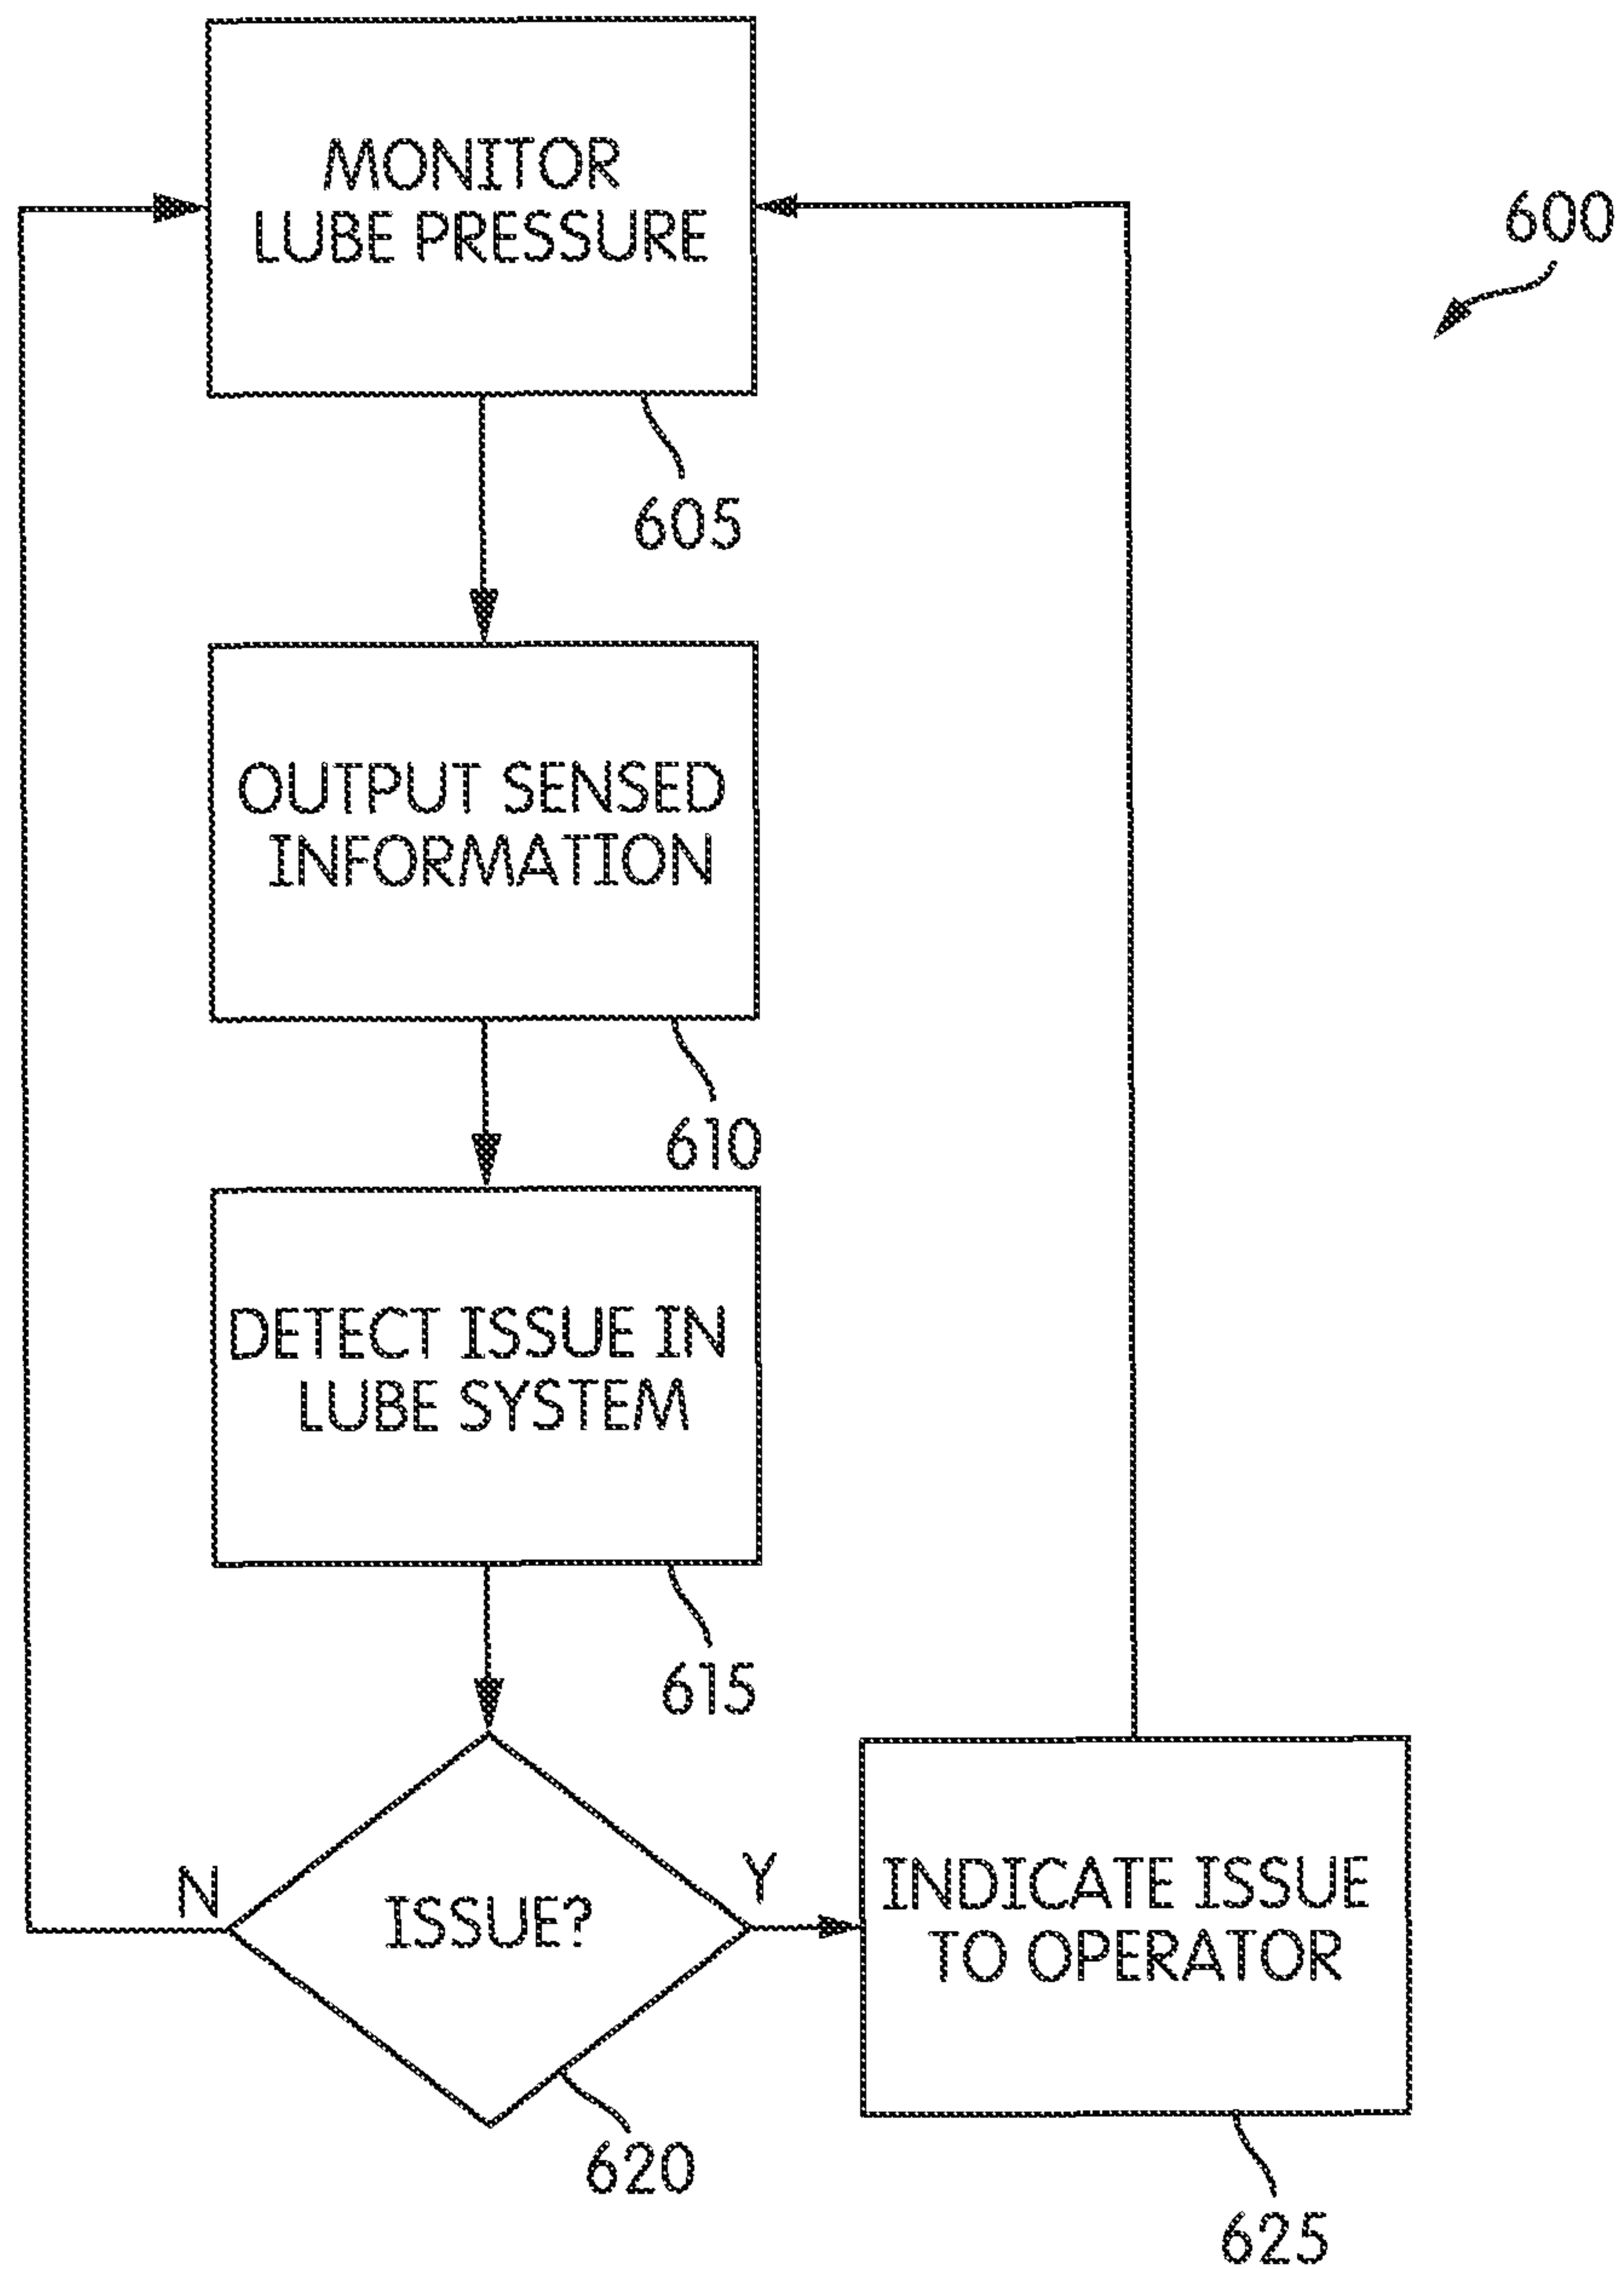 MONITOR
LUBE PRESSURE
600
605
OUTPUT SENSED
INFORMATION
610
DETECT ISSUE IN
LUBE SYSTEM
615
N
ISSUE?
Y
INDICATE ISSUE
TO OPERATOR
620
625